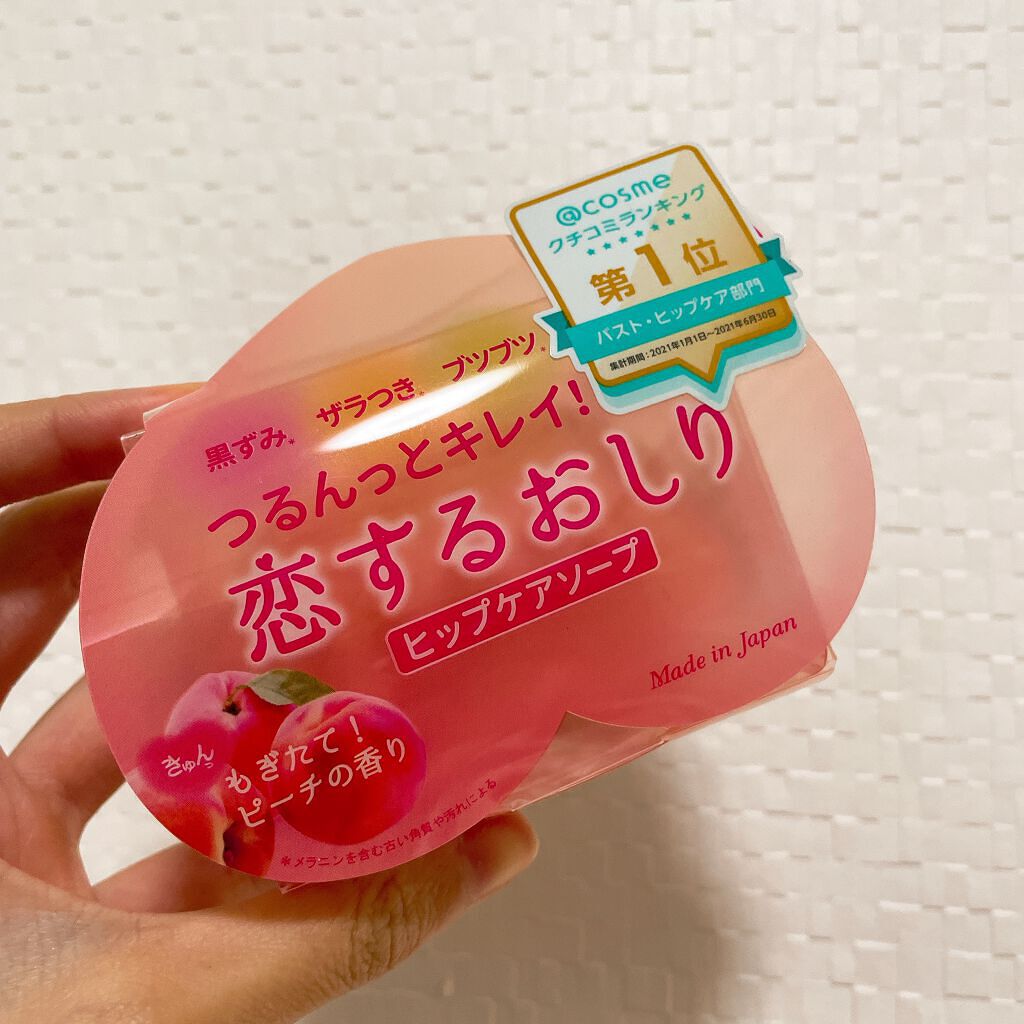 @cosme
クチコミランキング
第1位
バスト・ヒップケア部門
集計期間：2021年1月1日〜2021年6月30日
黒ずみ* ザラつき* ブツブツ*
つるんっとキレイ!
恋するおしり
ヒップケアソープ
Made in Japan
きゅんっ
もぎたて!
ピーチの香り
*メラニンを含む古い角質や汚れによる